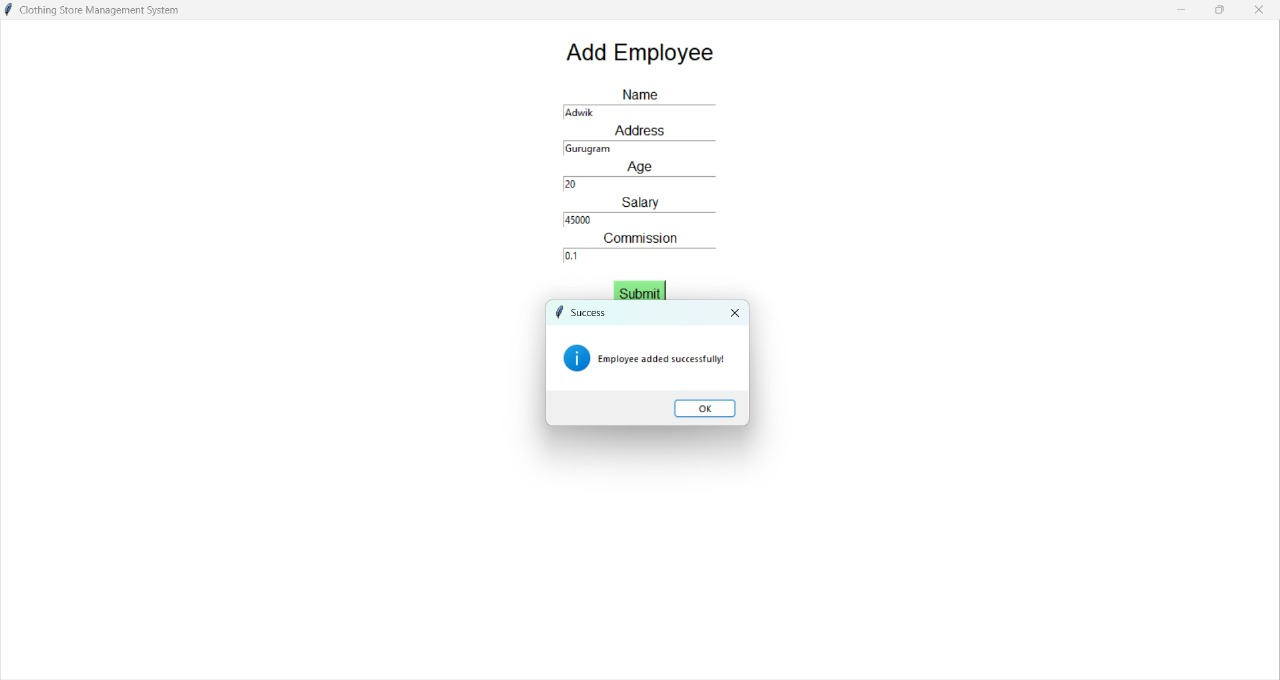 Clothing Store Management System
Add Employee
Name
Adwik
Address
Gurugram
Age
20
Salary
45000
Commission
0.1
Submit
Success
Employee added successfully!
OK